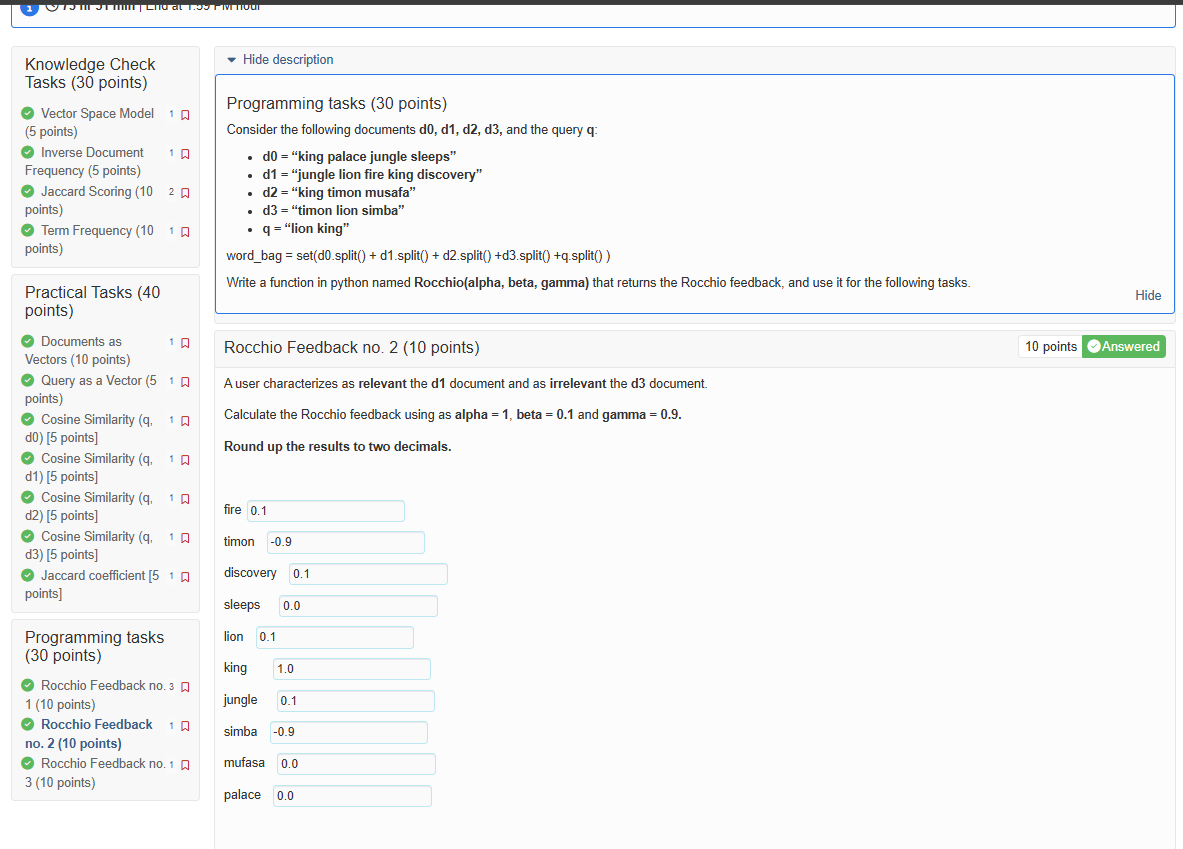 75 hr 51 min | End at 1:59 PM hour
Knowledge Check
Tasks (30 points)
Vector Space Model 1
(5 points)
Inverse Document 1
Frequency (5 points)
Jaccard Scoring (10 2
points)
Term Frequency (10 1
points)
Practical Tasks (40
points)
Documents as 1
Vectors (10 points)
Query as a Vector (5 1
points)
Cosine Similarity (q, 1
d0) [5 points]
Cosine Similarity (q, 1
d1) [5 points]
Cosine Similarity (q, 1
d2) [5 points]
Cosine Similarity (q, 1
d3) [5 points]
Jaccard coefficient [5 1
points]
Programming tasks
(30 points)
Rocchio Feedback no. 3
1 (10 points)
Rocchio Feedback 1
no. 2 (10 points)
Rocchio Feedback no. 1
3 (10 points)
Hide description
Programming tasks (30 points)
Consider the following documents d0, d1, d2, d3, and the query q:
• d0 = “king palace jungle sleeps”
• d1 = “jungle lion fire king discovery”
• d2 = “king timon musafa”
• d3 = “timon lion simba”
• q = “lion king”
word_bag = set(d0.split() + d1.split() + d2.split() +d3.split() +q.split() )
Write a function in python named Rocchio(alpha, beta, gamma) that returns the Rocchio feedback, and use it for the following tasks.
Hide
Rocchio Feedback no. 2 (10 points)
10 points Answered
A user characterizes as relevant the d1 document and as irrelevant the d3 document.
Calculate the Rocchio feedback using as alpha = 1, beta = 0.1 and gamma = 0.9.
Round up the results to two decimals.
fire 0.1
timon -0.9
discovery 0.1
sleeps 0.0
lion 0.1
king 1.0
jungle 0.1
simba -0.9
mufasa 0.0
palace 0.0